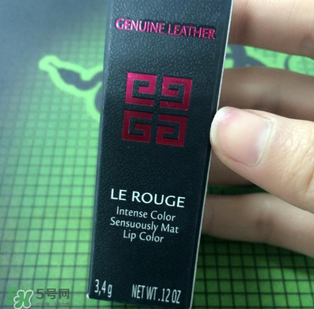 GENUINE LEATHER
LE ROUGE
Intense Color
Sensuously Mat
Lip Color
3,4g NET WT. .12 OZ
5号网